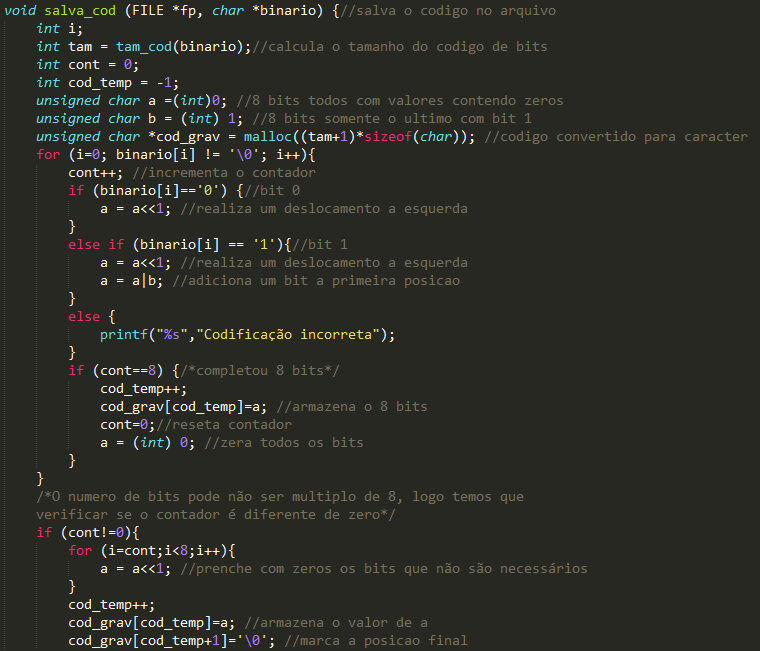 void salva_cod (FILE *fp, char *binario) {//salva o codigo no arquivo
    int i;
    int tam = tam_cod(binario);//calcula o tamanho do codigo de bits
    int cont = 0;
    int cod_temp = -1;
    unsigned char a =(int)0; //8 bits todos com valores contendo zeros
    unsigned char b = (int) 1; //8 bits somente o ultimo com bit 1
    unsigned char *cod_grav = malloc((tam+1)*sizeof(char)); //codigo convertido para caracter
    for (i=0; binario[i] != '\0'; i++){
        cont++; //incrementa o contador
        if (binario[i]=='0') {//bit 0
            a = a<<1; //realiza um deslocamento a esquerda
        }
        else if (binario[i] == '1'){//bit 1
            a = a<<1; //realiza um deslocamento a esquerda
            a = a|b; //adiciona um bit a primeira posicao
        }
        else {
            printf("%s","Codificação incorreta");
        }
        if (cont==8) {/*completou 8 bits*/
            cod_temp++;
            cod_grav[cod_temp]=a; //armazena o 8 bits
            cont=0;//reseta contador
            a = (int) 0; //zera todos os bits
        }
    }
    /*O numero de bits pode não ser multiplo de 8, logo temos que
    verificar se o contador é diferente de zero*/
    if (cont!=0){
        for (i=cont;i<8;i++){
            a = a<<1; //prenche com zeros os bits que não são necessários
        }
        cod_temp++;
        cod_grav[cod_temp]=a; //armazena o valor de a
        cod_grav[cod_temp+1]='\0'; //marca a posicao final